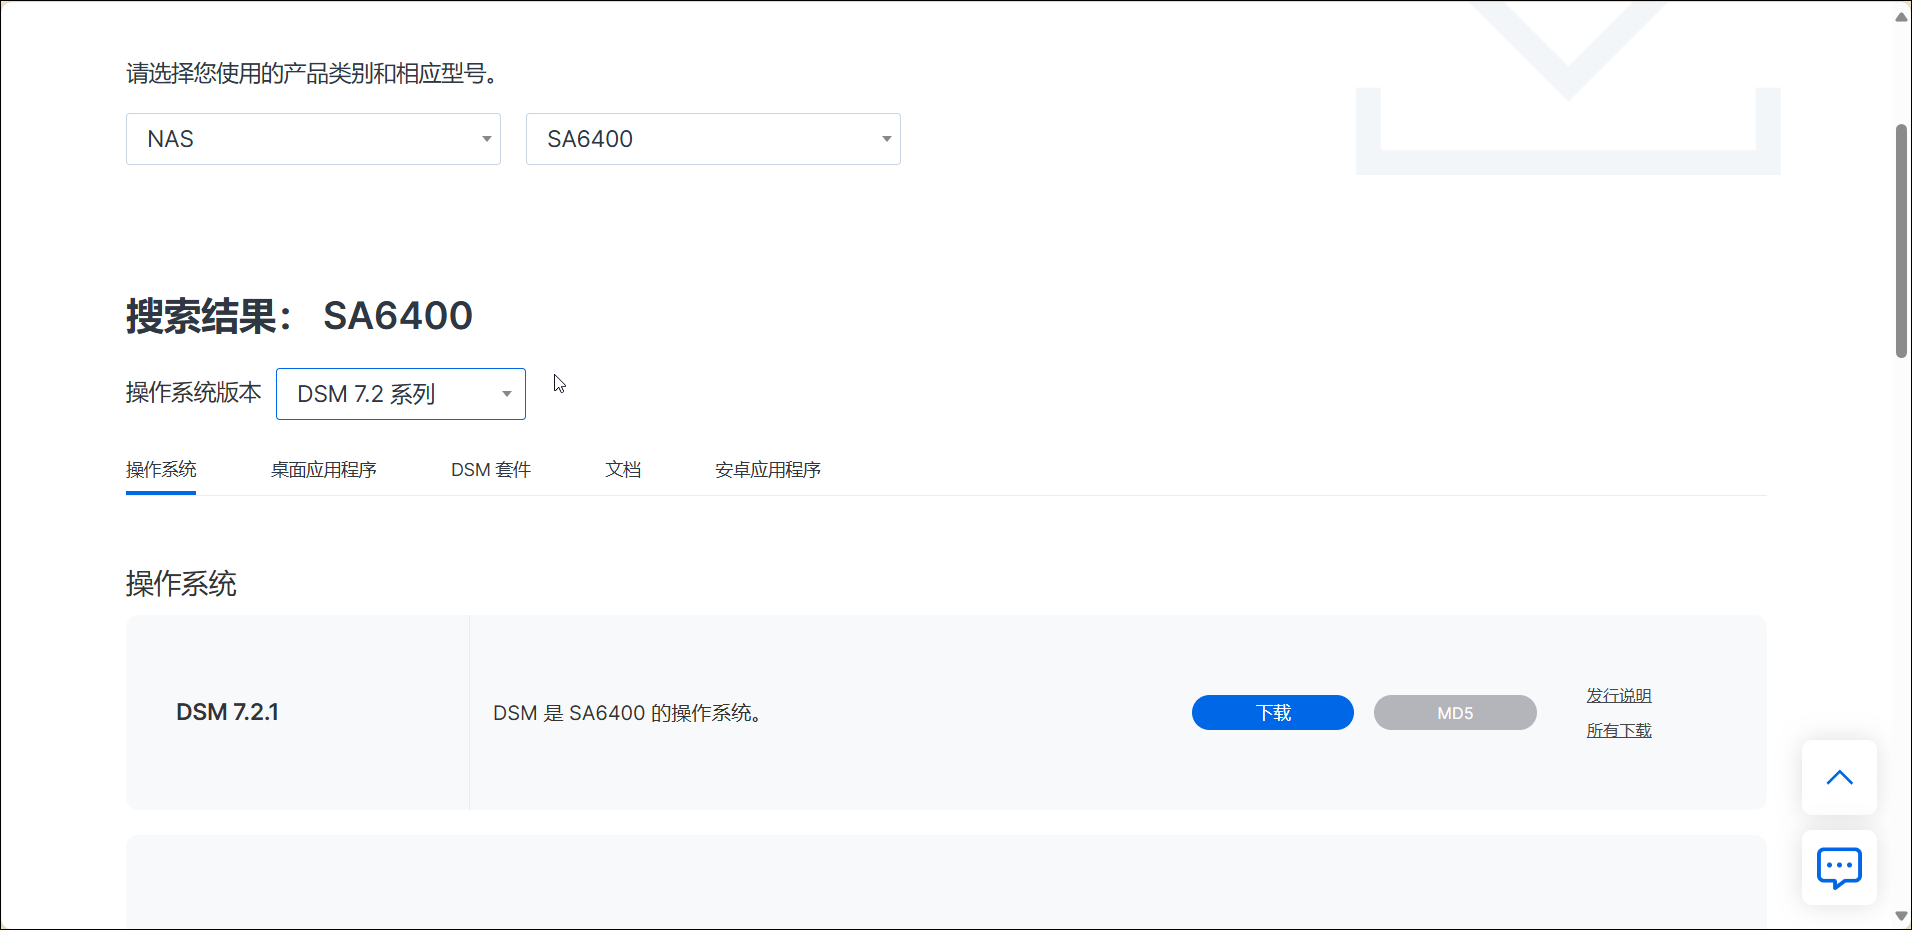 请选择您使用的产品类别和相应型号。
NAS
SA6400
搜索结果： SA6400
操作系统版本 DSM 7.2 系列
操作系统 桌面应用程序 DSM 套件 文档 安卓应用程序
操作系统
DSM 7.2.1
DSM 是 SA6400 的操作系统。
下载
MD5
发行说明
所有下载